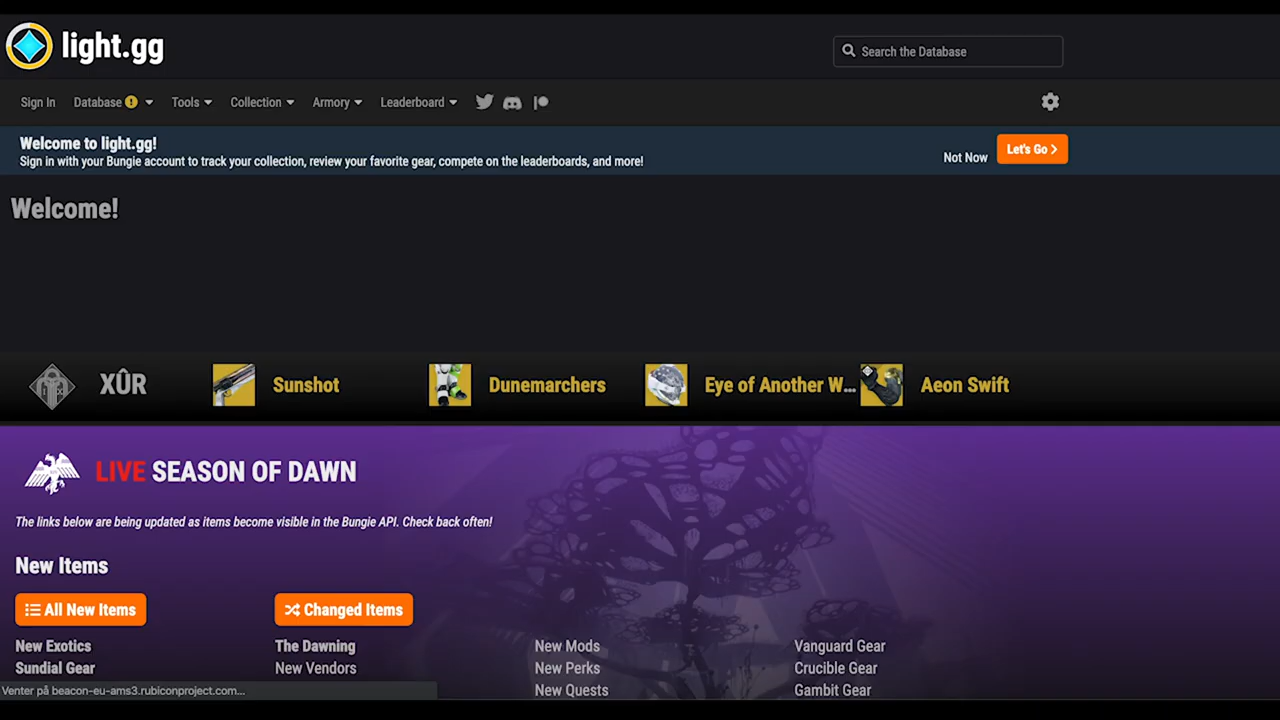 light.gg
Search the Database
Sign In Database Tools Collection Armory Leaderboard
Welcome to light.gg!
Sign in with your Bungie account to track your collection, review your favorite gear, compete on the leaderboards, and more!
Not Now Let's Go
Welcome!
XÛR Sunshot Dunemarchers Eye of Another W... Aeon Swift
LIVE SEASON OF DAWN
The links below are being updated as items become visible in the Bungie API. Check back often!
New Items
All New Items Changed Items
New Exotics The Dawning New Mods Vanguard Gear
Sundial Gear New Vendors New Perks Crucible Gear
New Quests Gambit Gear
Venter på beacon-eu-ams3.rubiconproject.com...